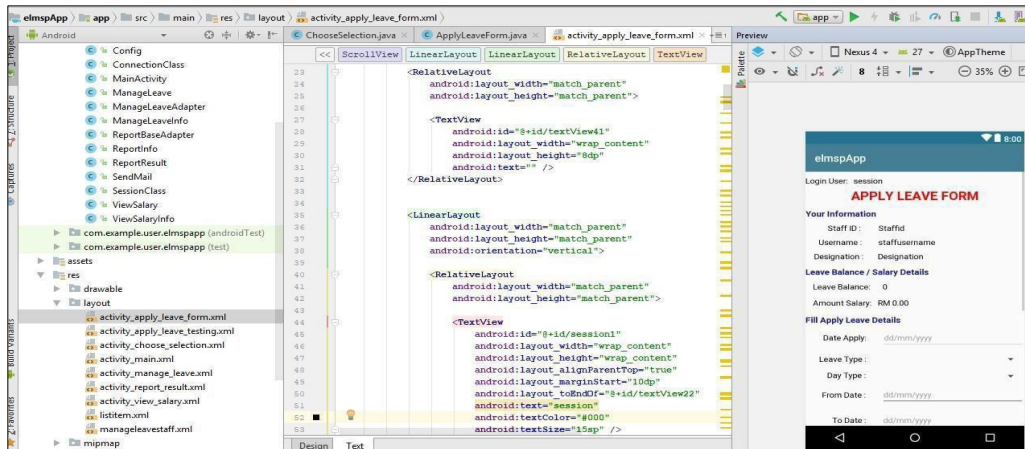 elmspApp app src main res layout activity_apply_leave_form.xml app
Android ChooseSelection.java ApplyLeaveForm.java activity_apply_leave_form.xml Preview
1: Project
Structure
Captures
Build Variants
2: Favorites
Config
ConnectionClass
MainActivity
ManageLeave
ManageLeaveAdapter
ManageLeaveInfo
ReportBaseAdapter
ReportInfo
ReportResult
SendMail
SessionClass
ViewSalary
ViewSalaryInfo
com.example.user.elmspapp (androidTest)
com.example.user.elmspapp (test)
assets
res
drawable
layout
activity_apply_leave_form.xml
activity_apply_leave_testing.xml
activity_choose_selection.xml
activity_main.xml
activity_manage_leave.xml
activity_report_result.xml
activity_view_salary.xml
listitem.xml
manageleavestaff.xml
mipmap
<< ScrollView LinearLayout LinearLayout RelativeLayout TextView
23 <RelativeLayout
24 android:layout_width="match_parent"
25 android:layout_height="match_parent">
26
27 <TextView
28 android:id="@+id/textView41"
29 android:layout_width="wrap_content"
30 android:layout_height="8dp"
31 android:text="" />
32 </RelativeLayout>
33
34
35 <LinearLayout
36 android:layout_width="match_parent"
37 android:layout_height="match_parent"
38 android:orientation="vertical">
39
40 <RelativeLayout
41 android:layout_width="match_parent"
42 android:layout_height="match_parent">
43
44 <TextView
45 android:id="@+id/session1"
46 android:layout_width="wrap_content"
47 android:layout_height="wrap_content"
48 android:layout_alignParentTop="true"
49 android:layout_marginStart="10dp"
50 android:layout_toEndOf="@+id/textView22"
51 android:text="session"
52 android:textColor="#000"
53 android:textSize="15sp" />
Design Text
Palette
Nexus 4 27 AppTheme
8 35%
8:00
elmspApp
Login User: session
APPLY LEAVE FORM
Your Information
Staff ID : Staffid
Username : staffusername
Designation : Designation
Leave Balance / Salary Details
Leave Balance: 0
Amount Salary: RM 0.00
Fill Apply Leave Details
Date Apply: dd/mm/yyyy
Leave Type :
Day Type :
From Date : dd/mm/yyyy
To Date : dd/mm/yyyy